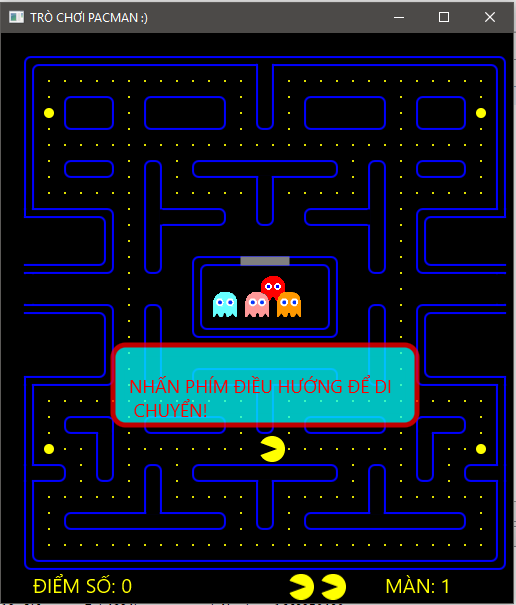 TRÒ CHƠI PACMAN :)
NHẤN PHÍM ĐIỀU HƯỚNG ĐỂ DI
CHUYỂN!
ĐIỂM SỐ: 0
MÀN: 1